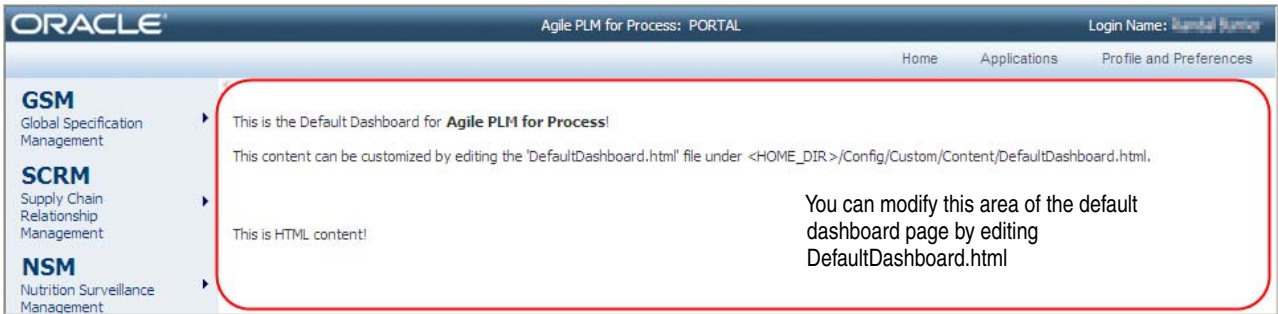 ORACLE
Agile PLM for Process: PORTAL
Login Name:
Home Applications Profile and Preferences
GSM
Global Specification
Management
SCRM
Supply Chain
Relationship
Management
NSM
Nutrition Surveillance
Management
This is the Default Dashboard for Agile PLM for Process!
This content can be customized by editing the 'DefaultDashboard.html' file under <HOME_DIR>/Config/Custom/Content/DefaultDashboard.html.
This is HTML content!
You can modify this area of the default
dashboard page by editing
DefaultDashboard.html